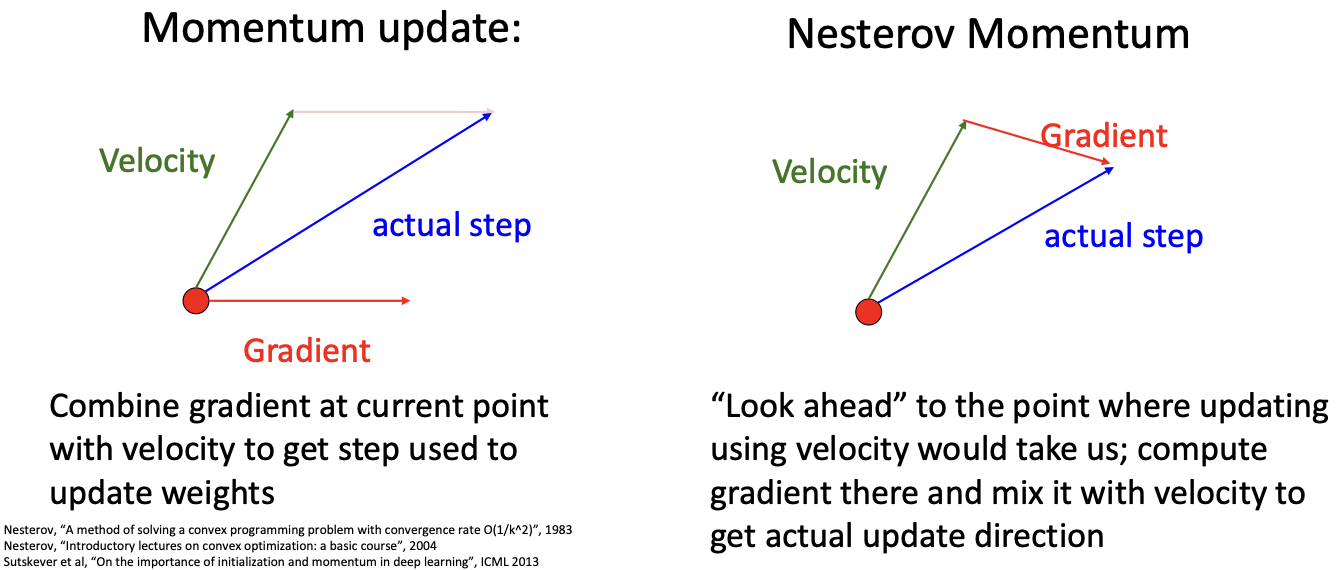 Momentum update:
Velocity
actual step
Gradient
Combine gradient at current point
with velocity to get step used to
update weights
Nesterov, “A method of solving a convex programming problem with convergence rate O(1/k^2)”, 1983
Nesterov, “Introductory lectures on convex optimization: a basic course”, 2004
Sutskever et al, “On the importance of initialization and momentum in deep learning”, ICML 2013
Nesterov Momentum
Gradient
Velocity
actual step
“Look ahead” to the point where updating
using velocity would take us; compute
gradient there and mix it with velocity to
get actual update direction